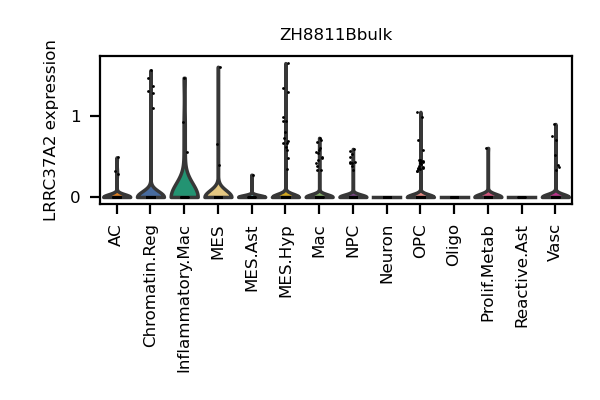 ZH8811Bbulk
LRRC37A2 expression
1
0
AC
Chromatin.Reg
Inflammatory.Mac
MES
MES.Ast
MES.Hyp
Mac
NPC
Neuron
OPC
Oligo
Prolif.Metab
Reactive.Ast
Vasc